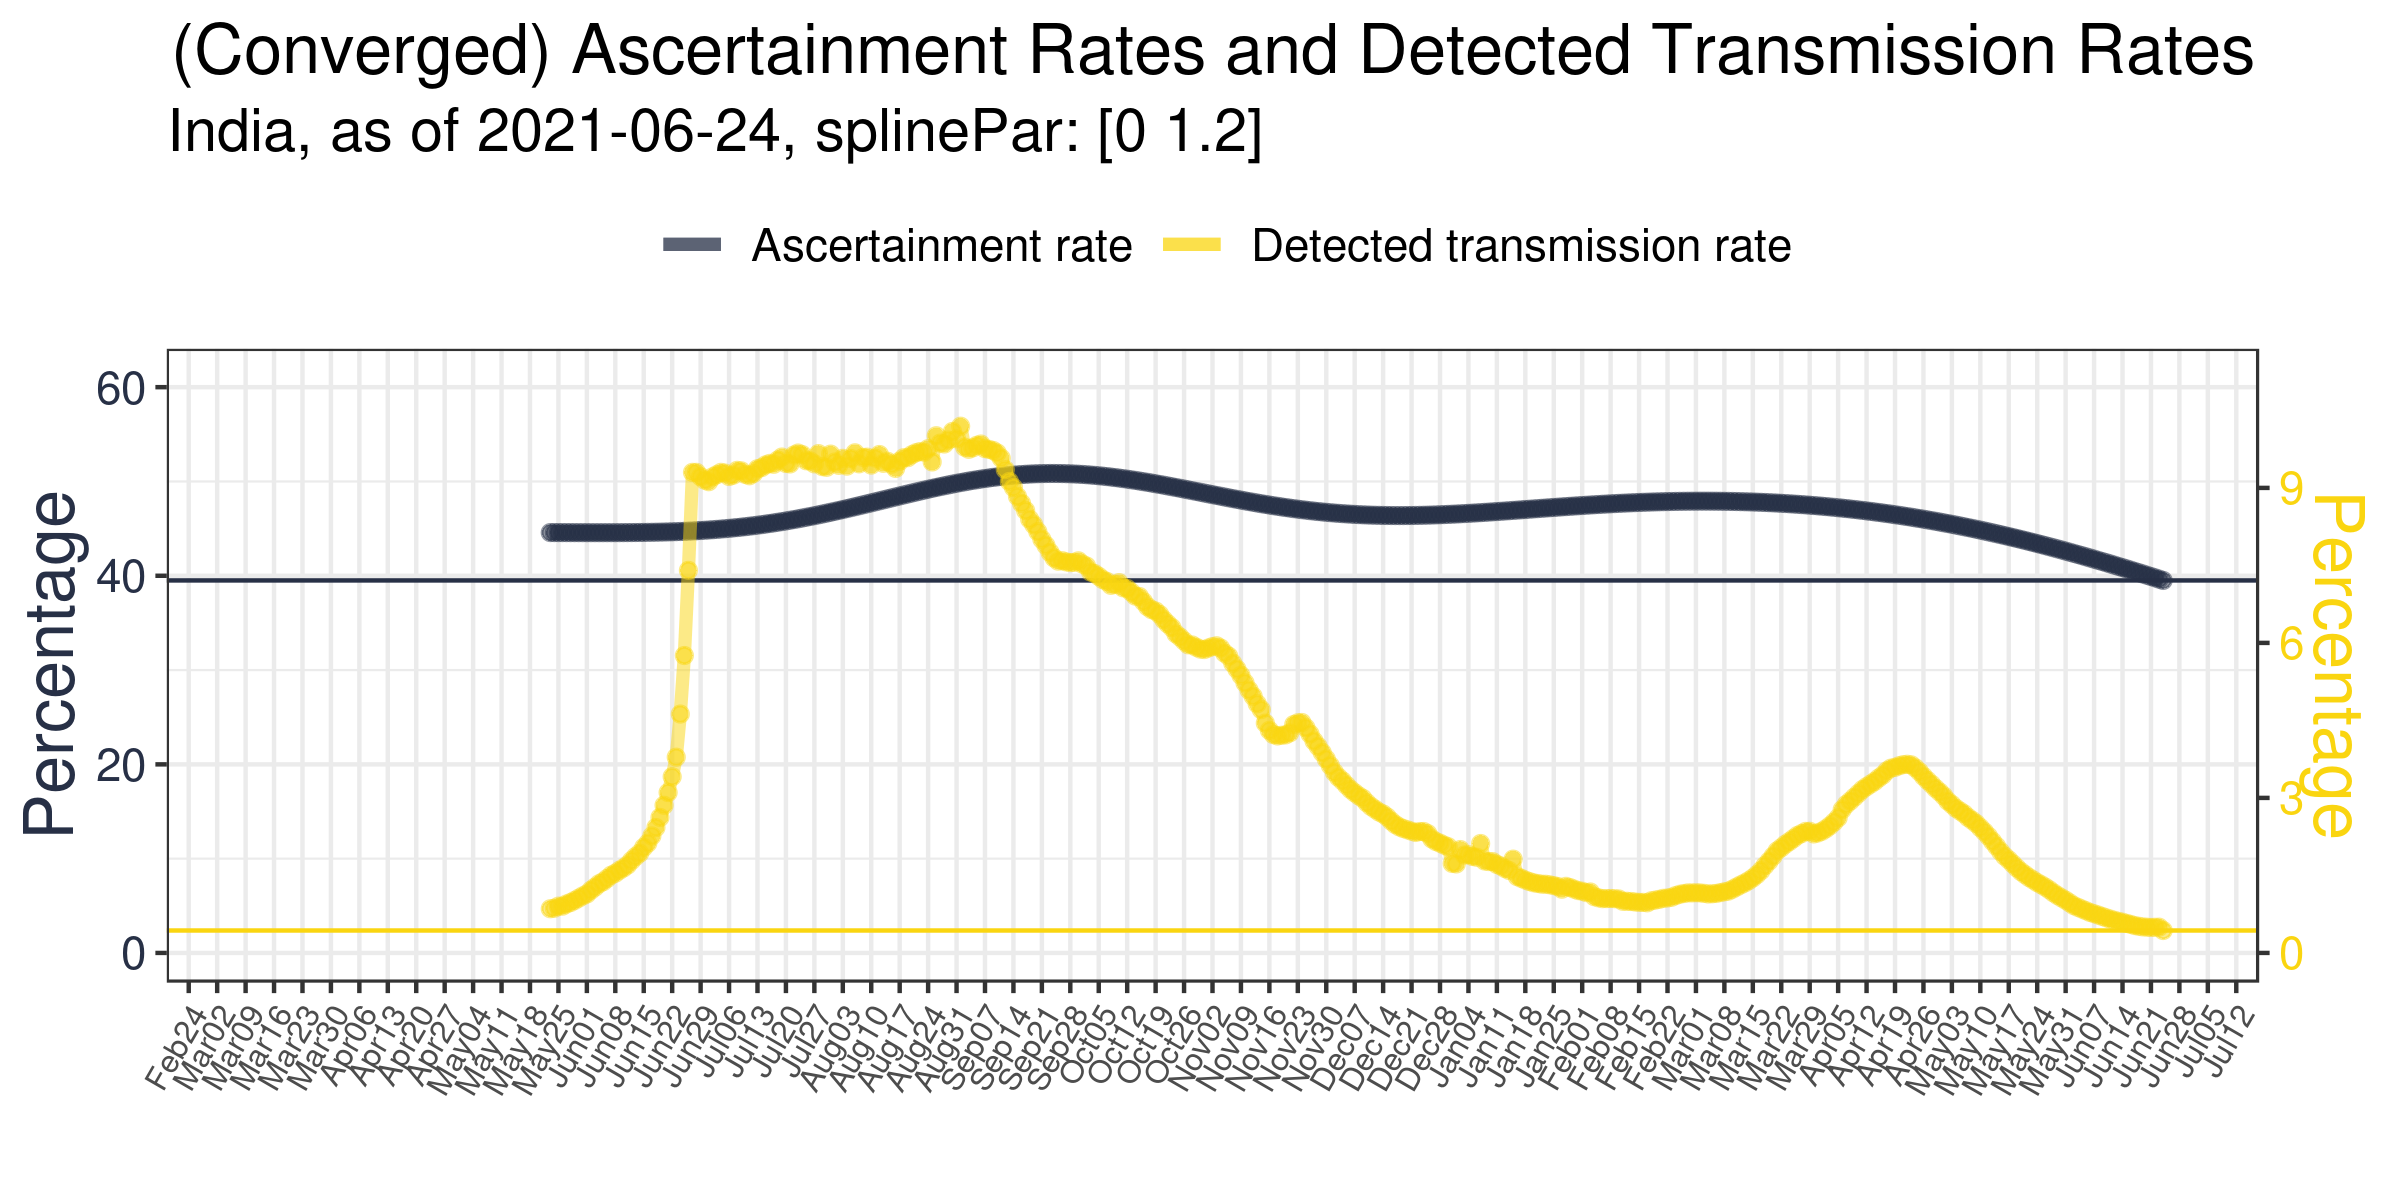 (Converged) Ascertainment Rates and Detected Transmission Rates
India, as of 2021-06-24, splinePar: [0 1.2]
Ascertainment rate Detected transmission rate
Percentage
60
40
20
0
9
6
3
0
Percentage
Feb24 Mar02 Mar09 Mar16 Mar23 Mar30 Apr06 Apr13 Apr20 Apr27 May04 May11 May18 May25 Jun01 Jun08 Jun15 Jun22 Jun29 Jul06 Jul13 Jul20 Jul27 Aug03 Aug10 Aug17 Aug24 Aug31 Sep07 Sep14 Sep21 Sep28 Oct05 Oct12 Oct19 Oct26 Nov02 Nov09 Nov16 Nov23 Nov30 Dec07 Dec14 Dec21 Dec28 Jan04 Jan11 Jan18 Jan25 Feb01 Feb08 Feb15 Feb22 Mar01 Mar08 Mar15 Mar22 Mar29 Apr05 Apr12 Apr19 Apr26 May03 May10 May17 May24 May31 Jun07 Jun14 Jun21 Jun28 Jul05 Jul12